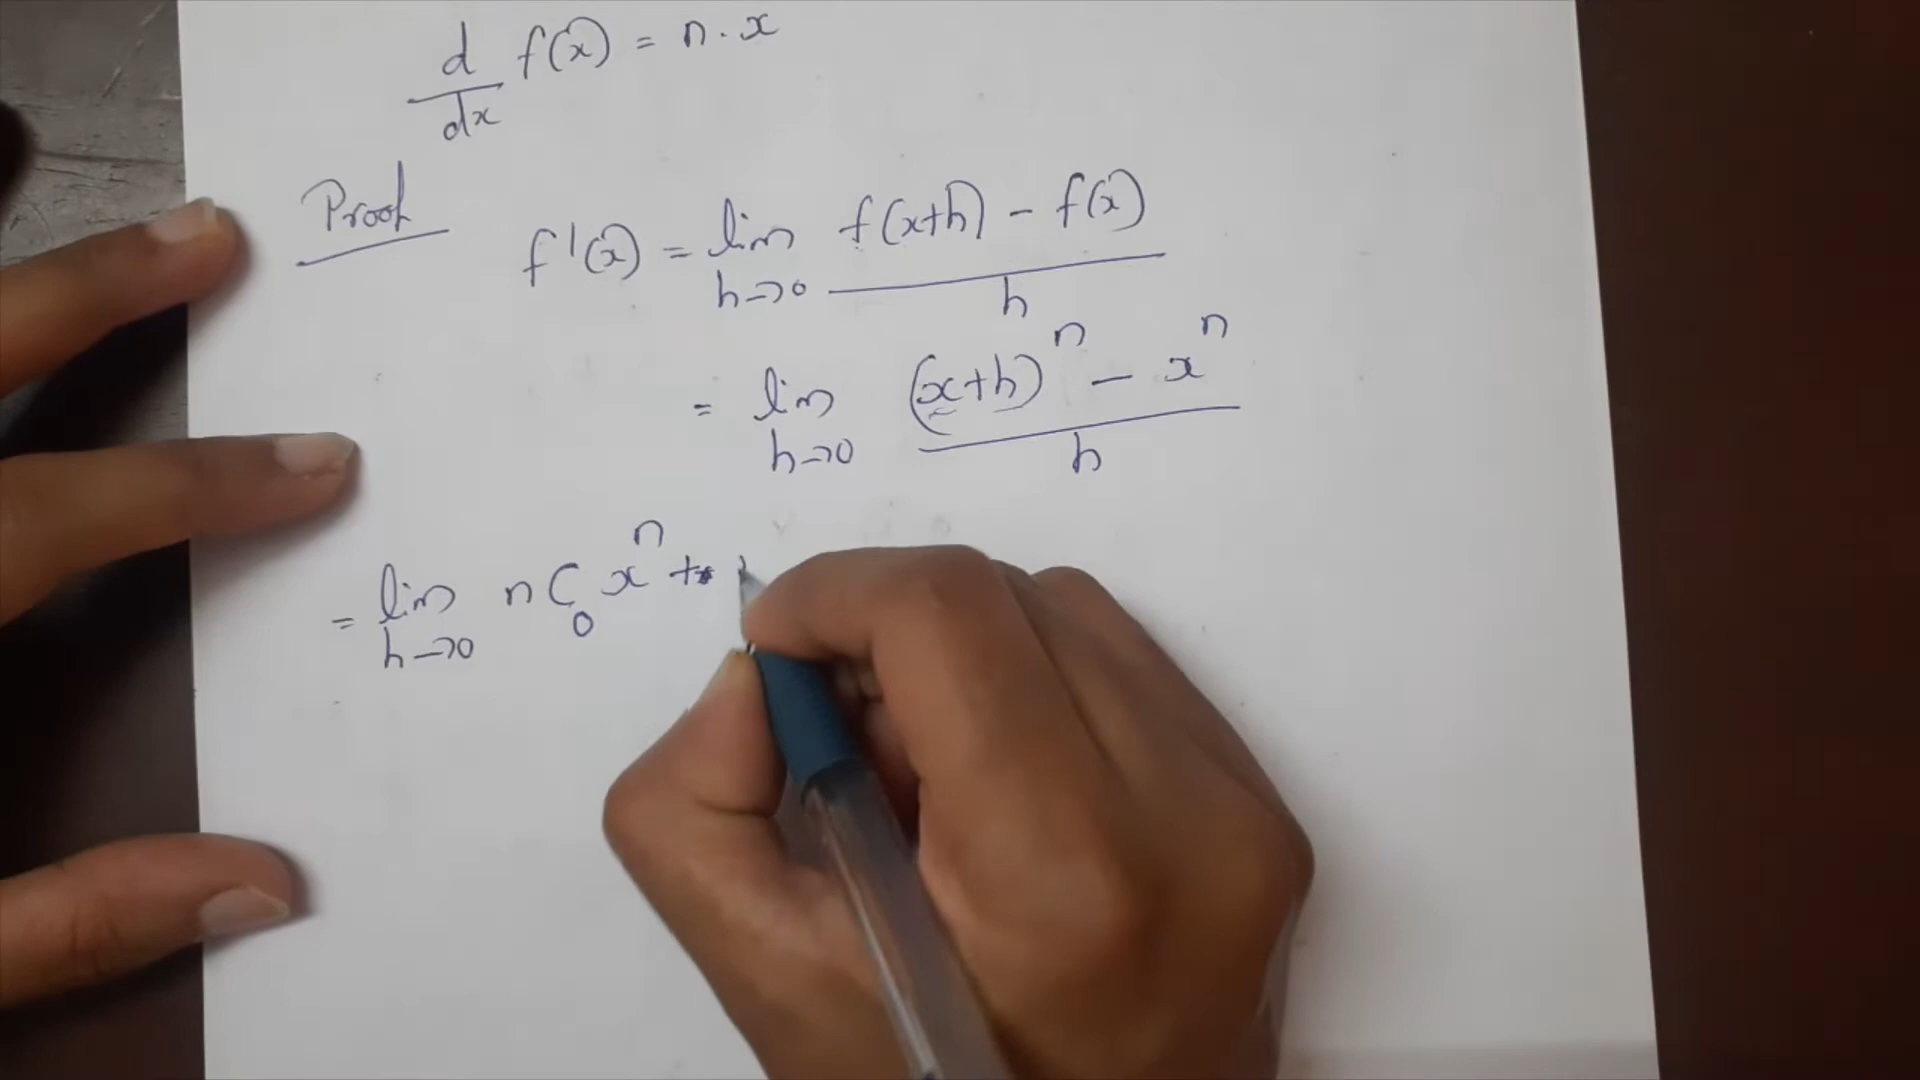 d/dx f(x) = n · x
Proof
f'(x) = lim h→0 f(x+h) - f(x) / h
= lim h→0 (x+h)^n - x^n / h
= lim h→0 nC₀ x^n +